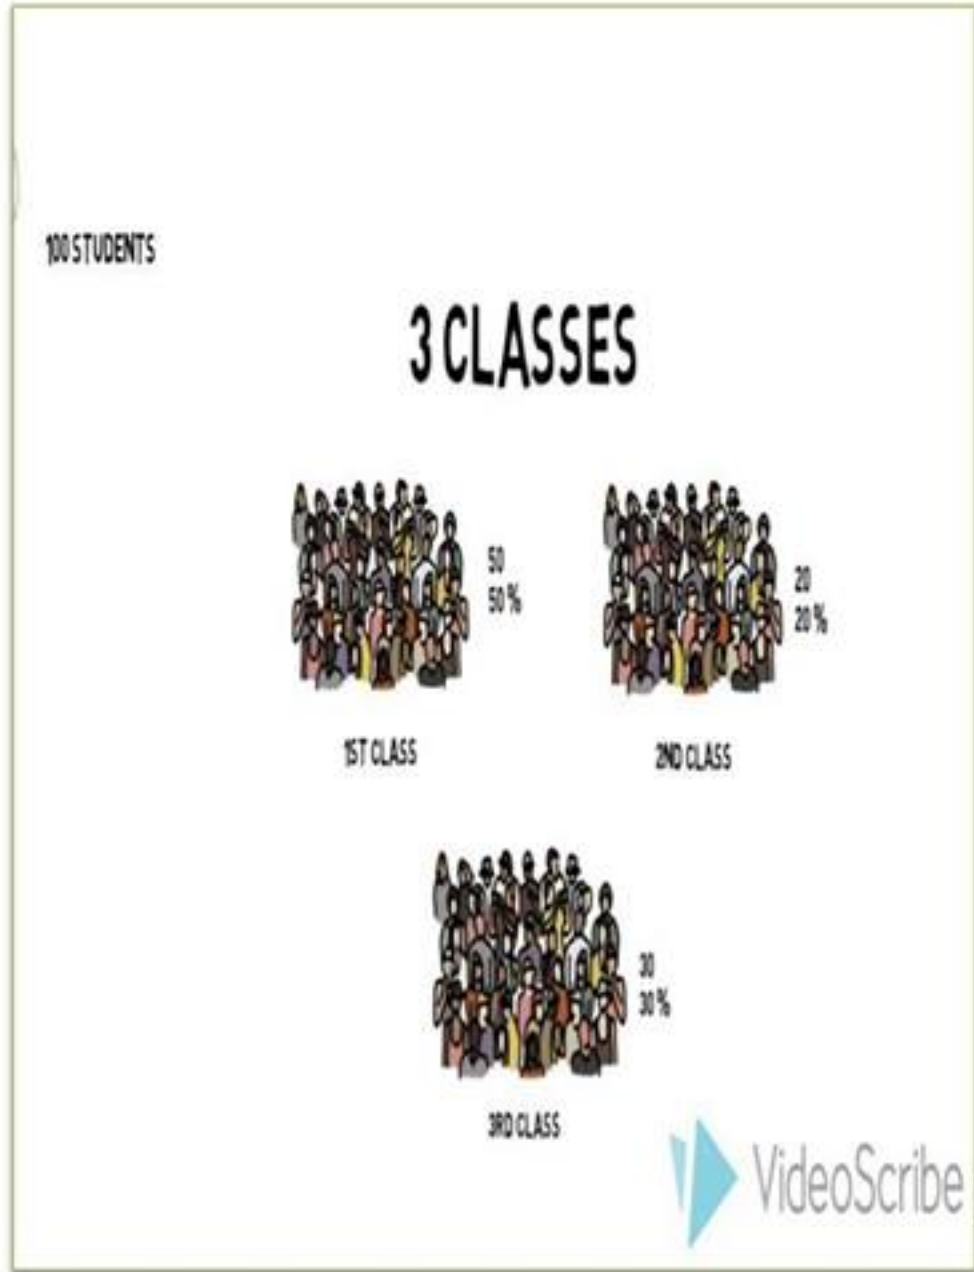 100 STUDENTS
3 CLASSES
50
50 %
20
20 %
1ST CLASS
2ND CLASS
30
30 %
3RD CLASS
VideoScribe